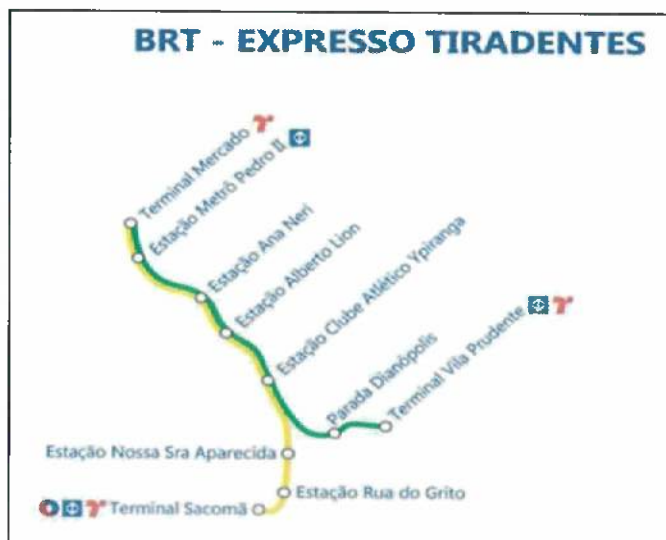 BRT - EXPRESSO TIRADENTES
Terminal Mercado
Estação Metrô Pedro II
Estação Ana Neri
Estação Alberto Lion
Estação Clube Atlético Ypiranga
Parada Dianópolis
Terminal Vila Prudente
Estação Nossa Sra Aparecida
Estação Rua do Grito
Terminal Sacomã